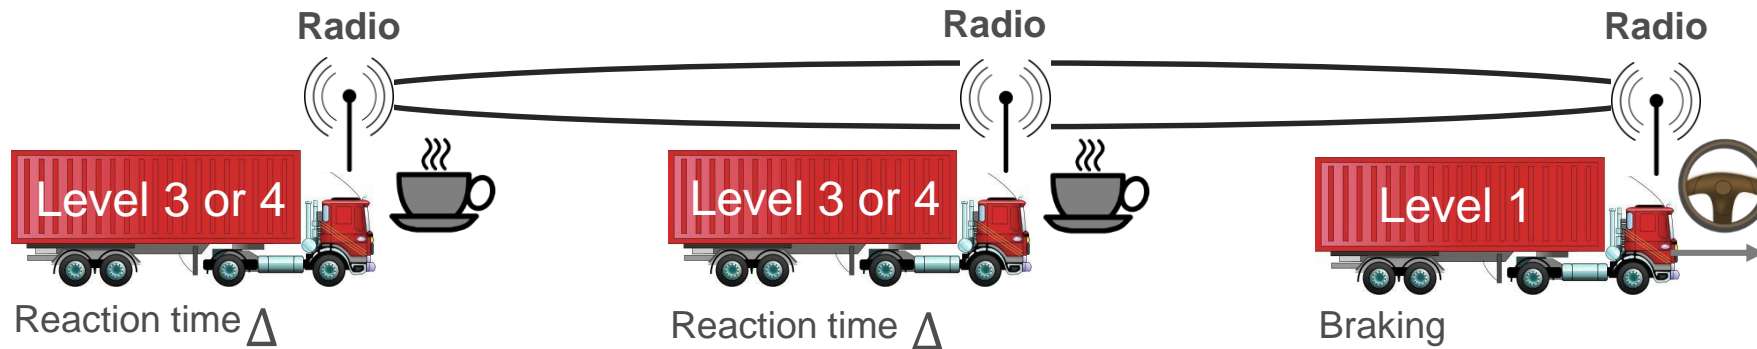 Radio
Radio
Radio
Level 3 or 4
Level 3 or 4
Level 1
Reaction time Δ
Reaction time Δ
Braking